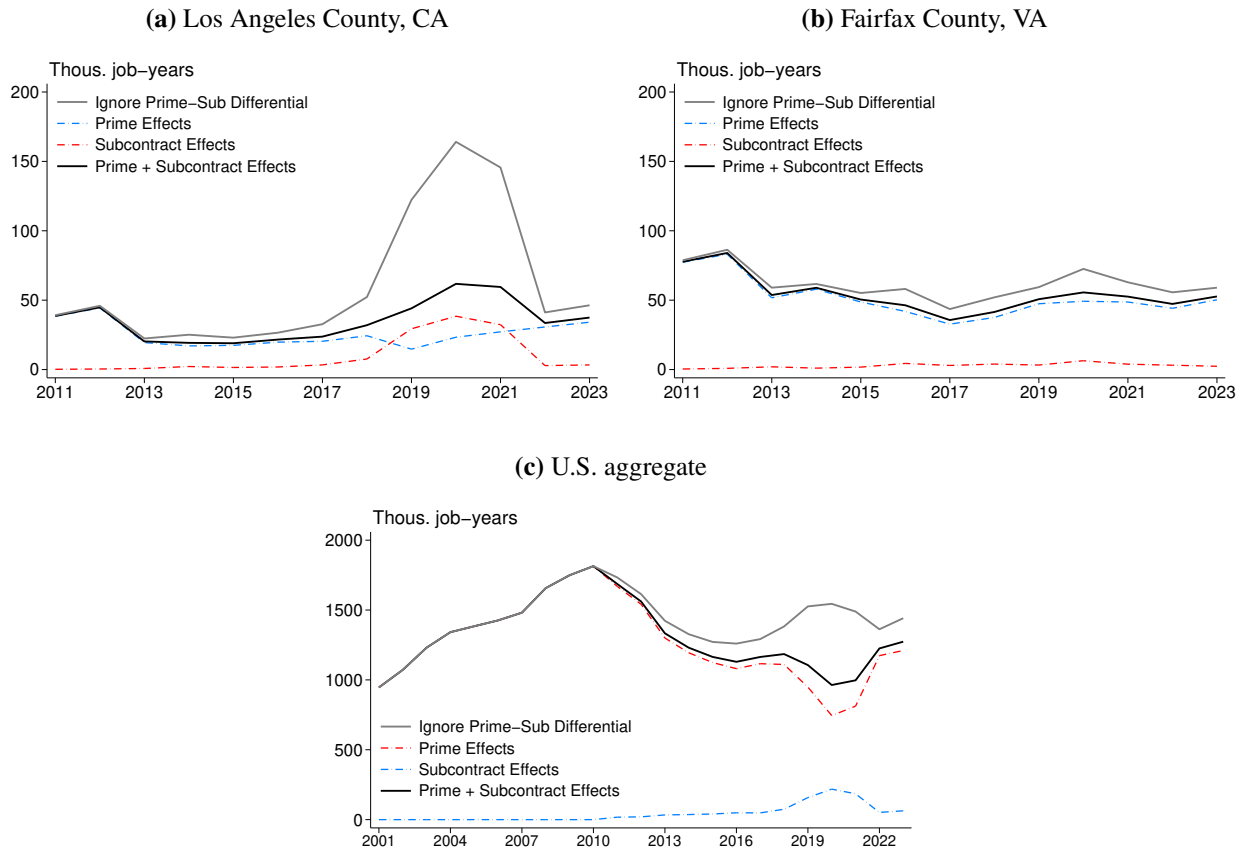 (a) Los Angeles County, CA
Thous. job−years
200
150
100
50
0
Ignore Prime−Sub Differential
Prime Effects
Subcontract Effects
Prime + Subcontract Effects
2011 2013 2015 2017 2019 2021 2023
(b) Fairfax County, VA
Thous. job−years
200
150
100
50
0
Ignore Prime−Sub Differential
Prime Effects
Subcontract Effects
Prime + Subcontract Effects
2011 2013 2015 2017 2019 2021 2023
(c) U.S. aggregate
Thous. job−years
2000
1500
1000
500
0
Ignore Prime−Sub Differential
Prime Effects
Subcontract Effects
Prime + Subcontract Effects
2001 2004 2007 2010 2013 2016 2019 2022